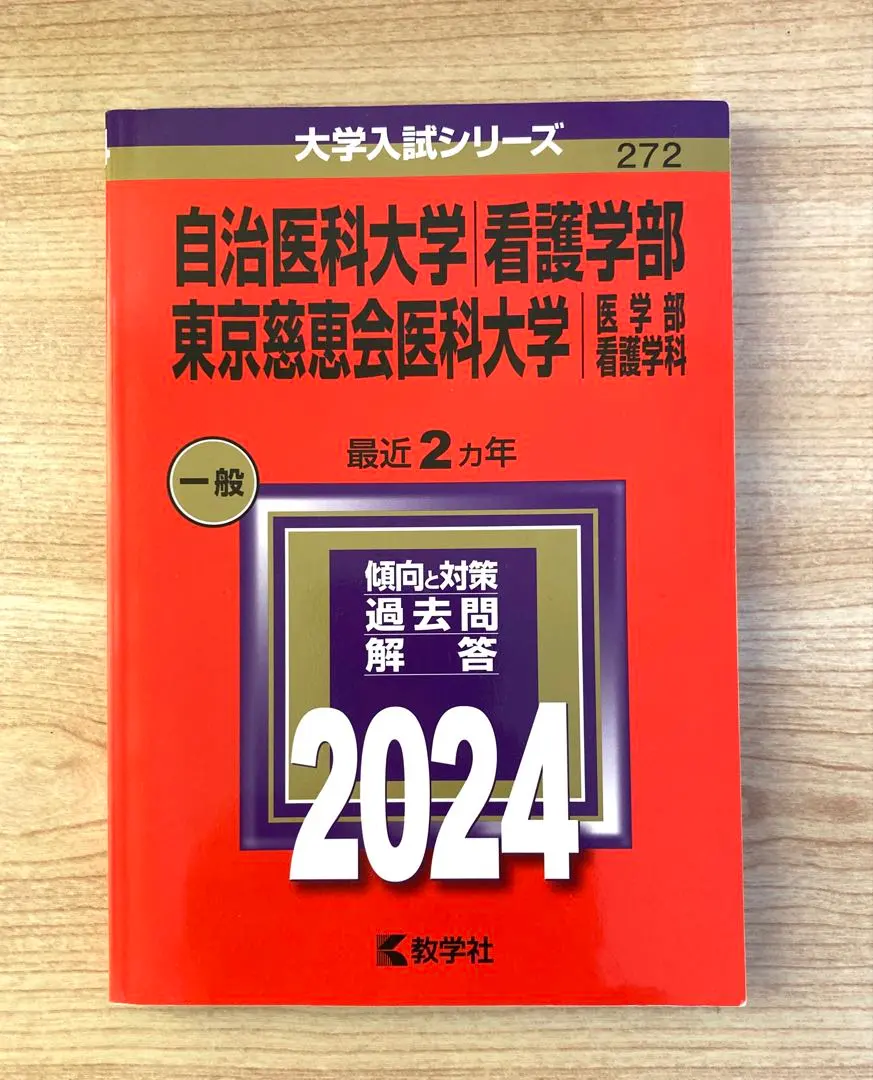 大学入試シリーズ
272
自治医科大学 看護学部
東京慈恵会医科大学 医学部
看護学科
最近2カ年
一般
傾向と対策
過去問
解答
2024
教学社